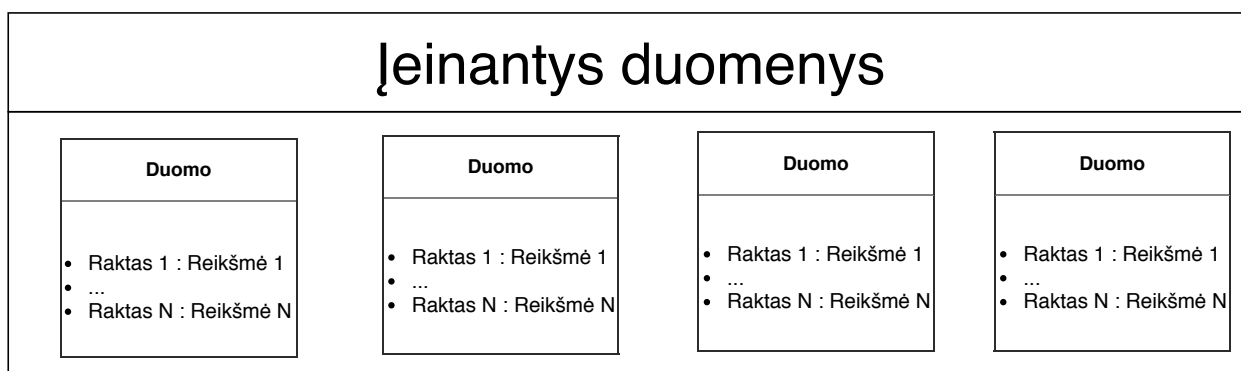 Įeinantys duomenys
Duomo
• Raktas 1 : Reikšmė 1
• ...
• Raktas N : Reikšmė N
Duomo
• Raktas 1 : Reikšmė 1
• ...
• Raktas N : Reikšmė N
Duomo
• Raktas 1 : Reikšmė 1
• ...
• Raktas N : Reikšmė N
Duomo
• Raktas 1 : Reikšmė 1
• ...
• Raktas N : Reikšmė N